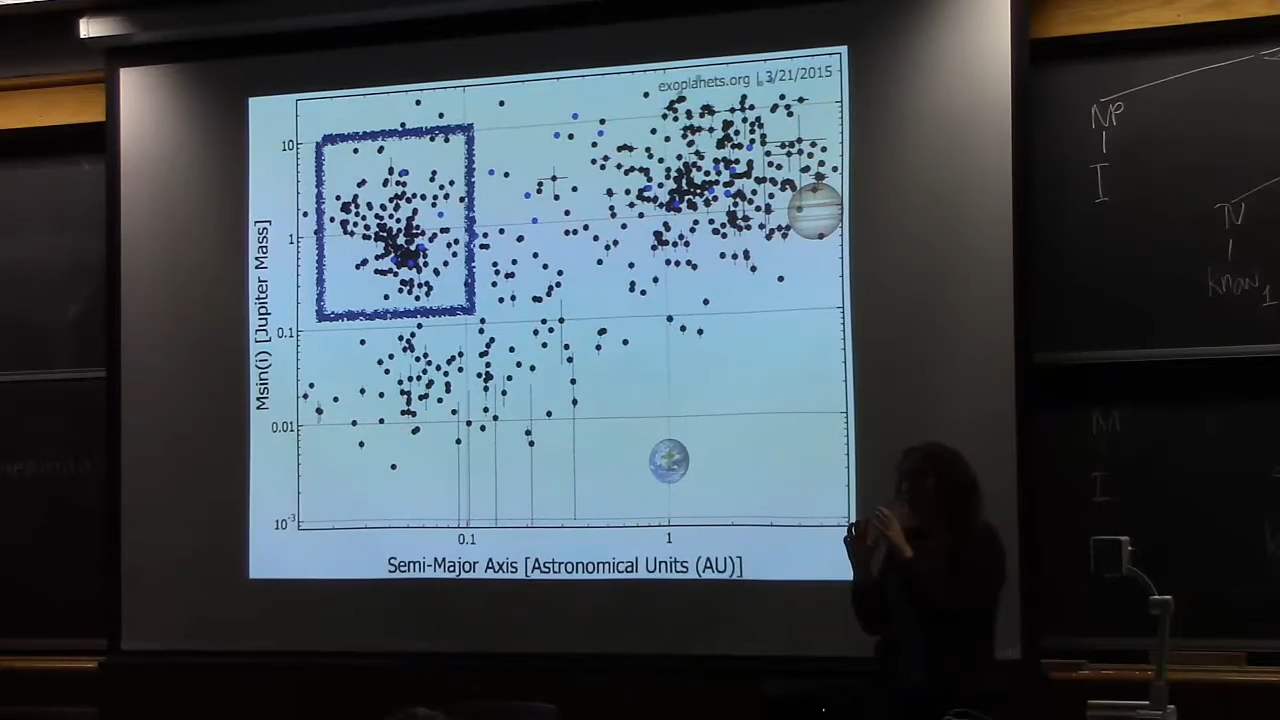 exoplanets.org | 3/21/2015
10
1
0.1
0.01
10-3
Msin(i) [Jupiter Mass]
0.1
1
Semi-Major Axis [Astronomical Units (AU)]
NP
I
know
I